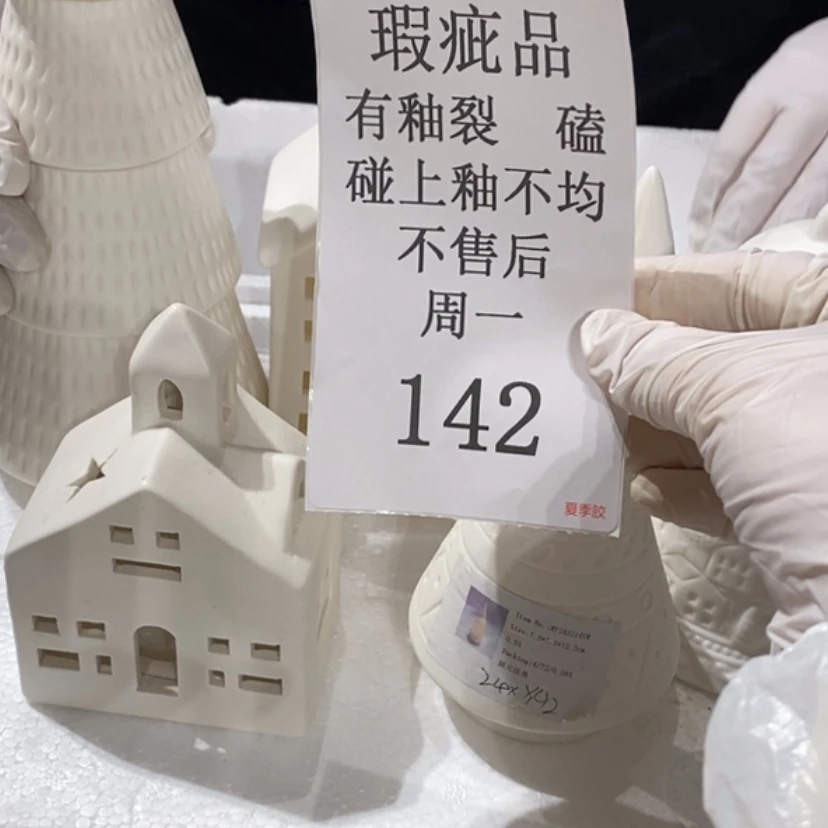 瑕疵品
有釉裂 磕
碰上釉不均
不售后
周一
142
夏季胶
Packing: